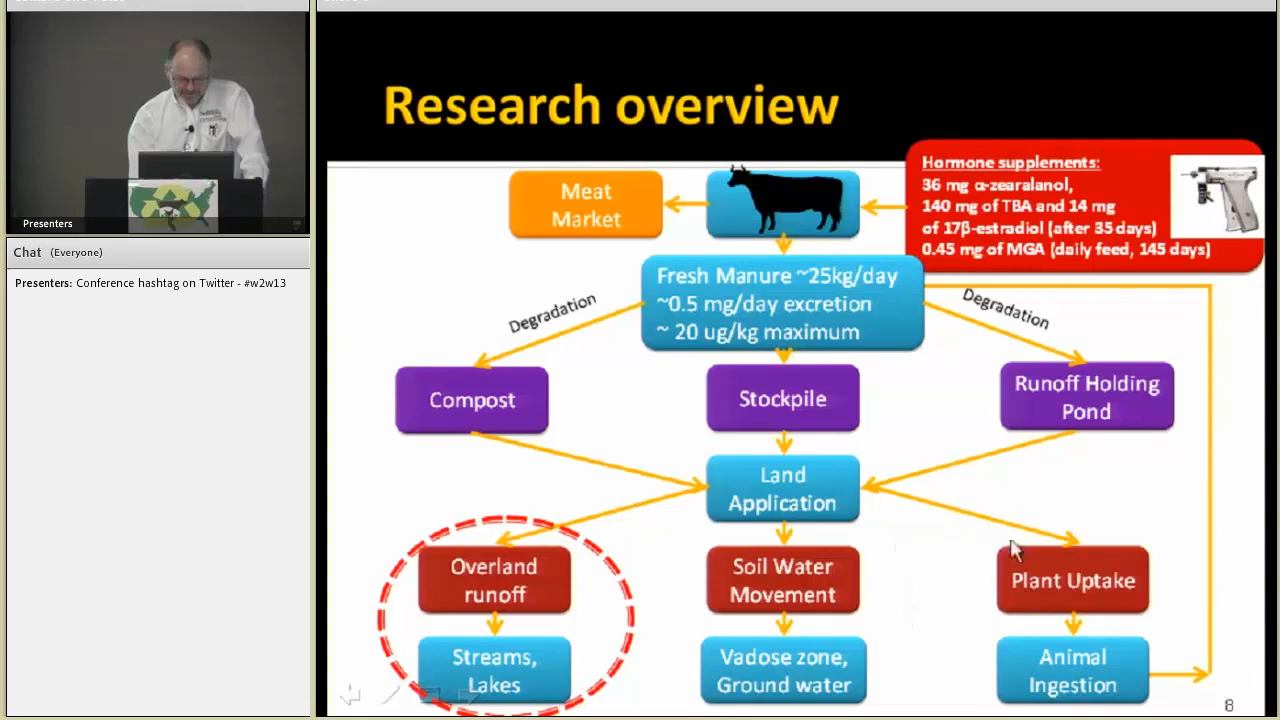 Presenters
Chat (Everyone)
Presenters: Conference hashtag on Twitter - #w2w13
Research overview
Meat
Market
Hormone supplements:
36 mg α-zearalanol,
140 mg of TBA and 14 mg
of 17β-estradiol (after 35 days)
0.45 mg of MGA (daily feed, 145 days)
Fresh Manure ~25kg/day
~0.5 mg/day excretion
~ 20 ug/kg maximum
Degradation
Degradation
Compost
Stockpile
Runoff Holding
Pond
Land
Application
Overland
runoff
Soil Water
Movement
Plant Uptake
Streams,
Lakes
Vadose zone,
Ground water
Animal
Ingestion
8